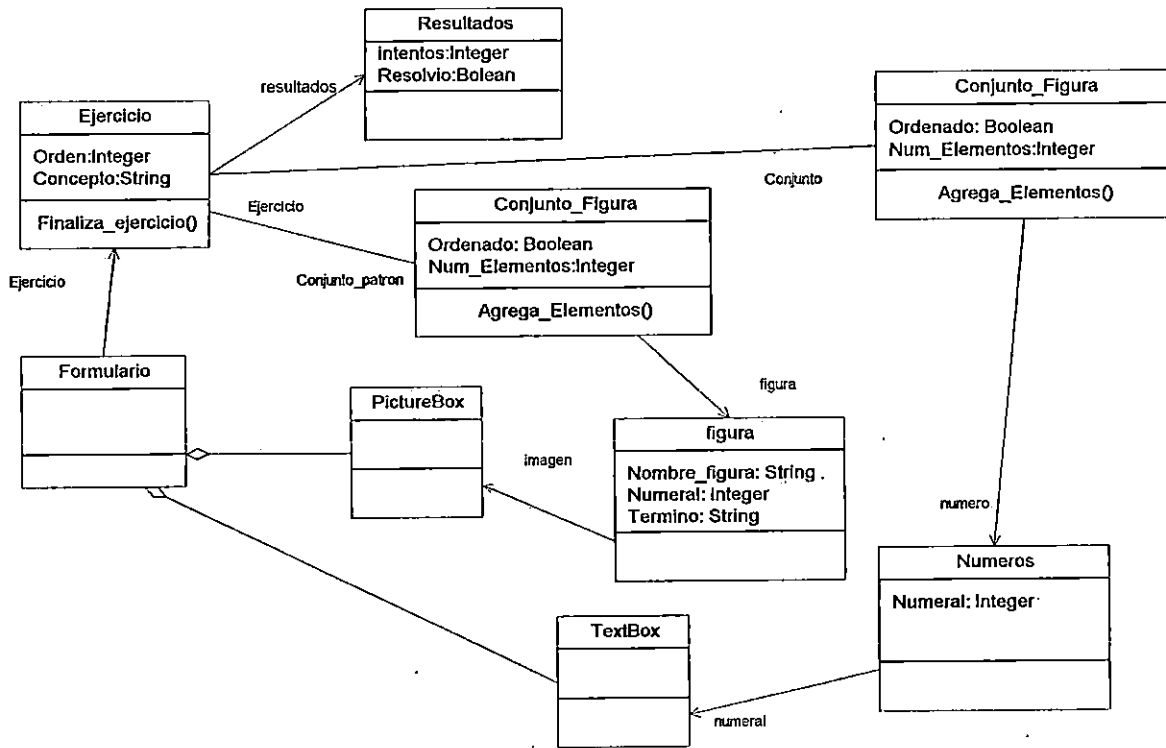 Resultados
intentos:Integer
Resolvio:Bolean
resultados
Ejercicio
Orden:Integer
Concepto:String
Finaliza_ejercicio()
Conjunto_Figura
Ordenado: Boolean
Num_Elementos:Integer
Agrega_Elementos()
Conjunto
Ejercicio
Conjunto_patron
Conjunto_Figura
Ordenado: Boolean
Num_Elementos:Integer
Agrega_Elementos()
Ejercicio
Formulario
PictureBox
figura
imagen
figura
Nombre_figura: String
Numeral: Integer
Termino: String
numero
Numeros
Numeral: Integer
TextBox
numeral